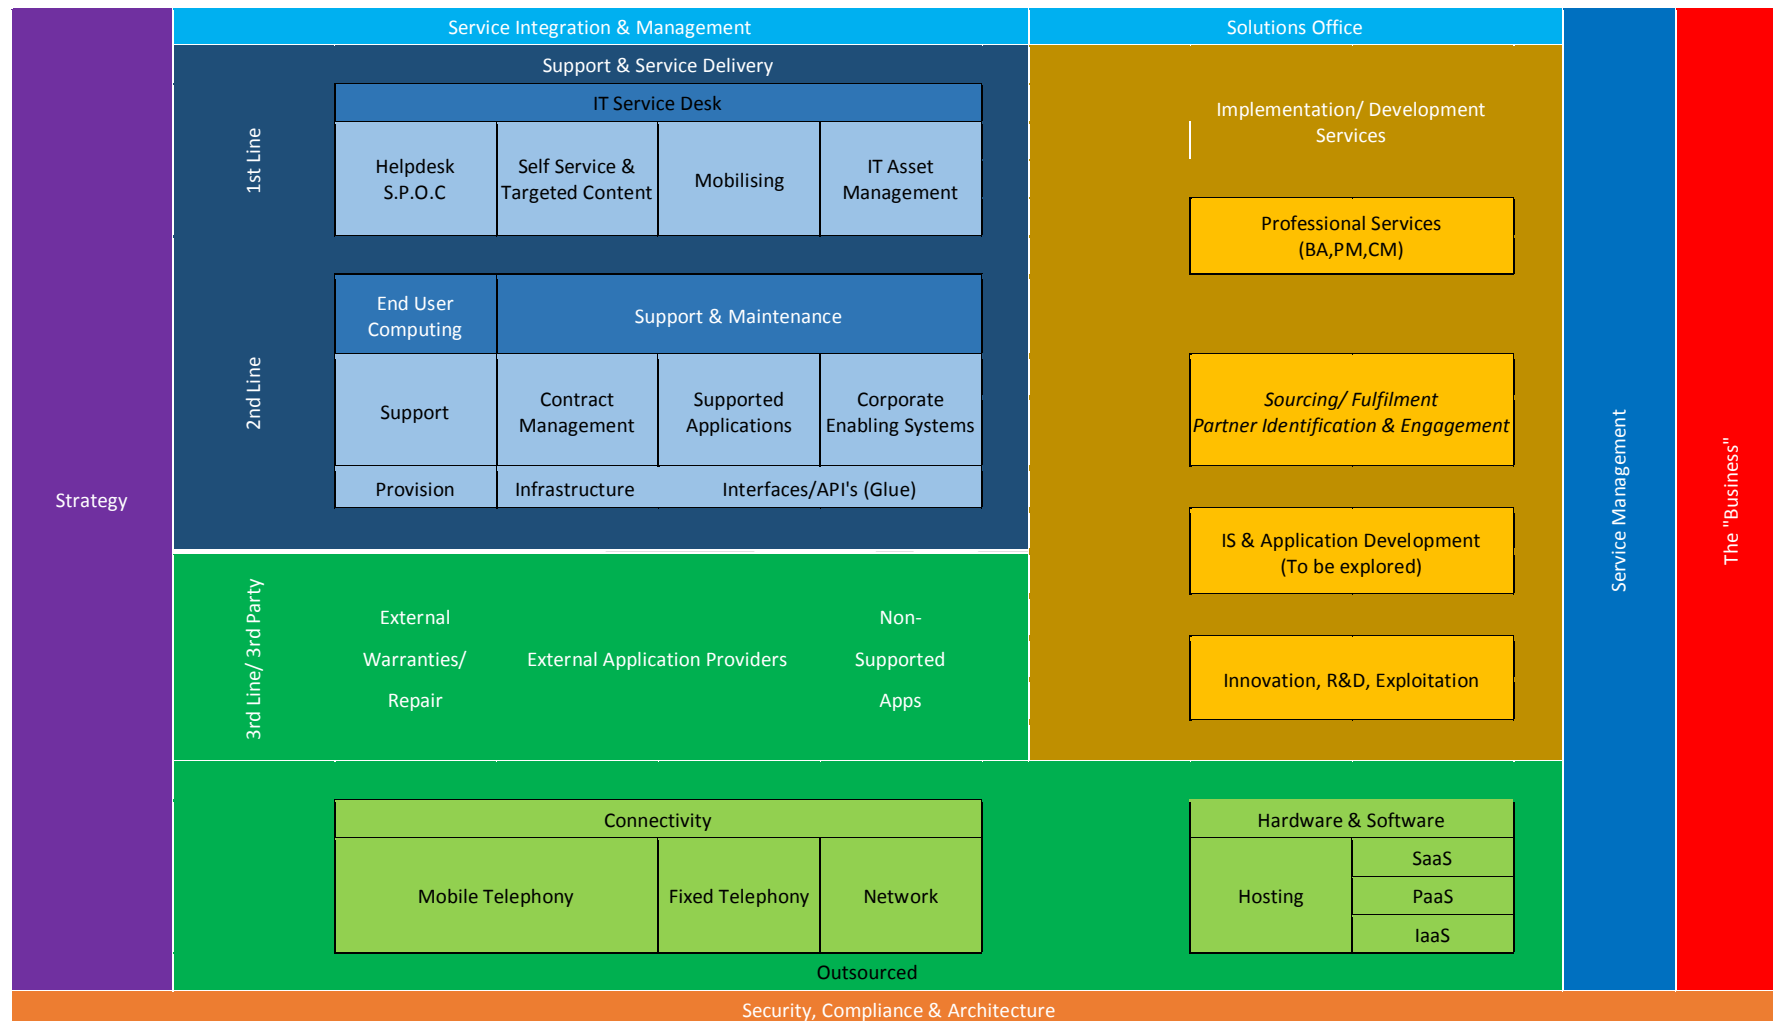 Service Integration & Management
Solutions Office
Support & Service Delivery
IT Service Desk
1st Line
Helpdesk
S.P.O.C
Self Service &
Targeted Content
Mobilising
IT Asset
Management
2nd Line
End User
Computing
Support & Maintenance
Support
Contract
Management
Supported
Applications
Corporate
Enabling Systems
Provision
Infrastructure
Interfaces/API's (Glue)
3rd Line/ 3rd Party
External
Warranties/
Repair
External Application Providers
Non-
Supported
Apps
Implementation/ Development
Services
Professional Services
(BA,PM,CM)
Sourcing/ Fulfilment
Partner Identification & Engagement
IS & Application Development
(To be explored)
Innovation, R&D, Exploitation
Strategy
Service Management
The "Business"
Connectivity
Mobile Telephony
Fixed Telephony
Network
Hardware & Software
Hosting
SaaS
PaaS
IaaS
Outsourced
Security, Compliance & Architecture